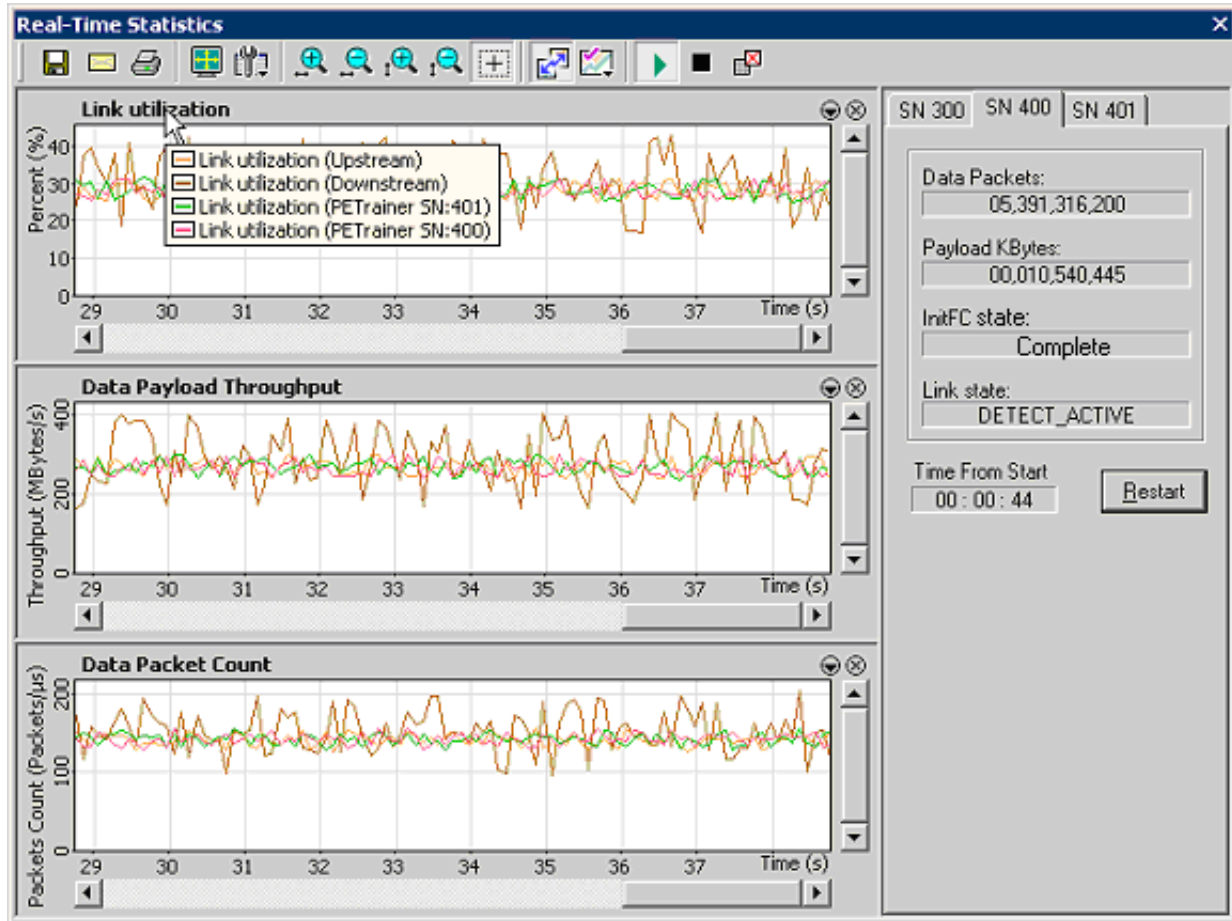 Real-Time Statistics
Link utilization
Percent (%)
40
30
20
10
0
Link utilization (Upstream)
Link utilization (Downstream)
Link utilization (PETrainer SN:401)
Link utilization (PETrainer SN:400)
29 30 31 32 33 34 35 36 37 Time (s)
Data Payload Throughput
Throughput (MBytes/s)
400
200
0
29 30 31 32 33 34 35 36 37 Time (s)
Data Packet Count
Packets Count (Packets/µs)
200
100
0
29 30 31 32 33 34 35 36 37 Time (s)
SN 300 SN 400 SN 401
Data Packets:
05,391,316,200
Payload KBytes:
00,010,540,445
InitFC state:
Complete
Link state:
DETECT_ACTIVE
Time From Start
00 : 00 : 44
Restart